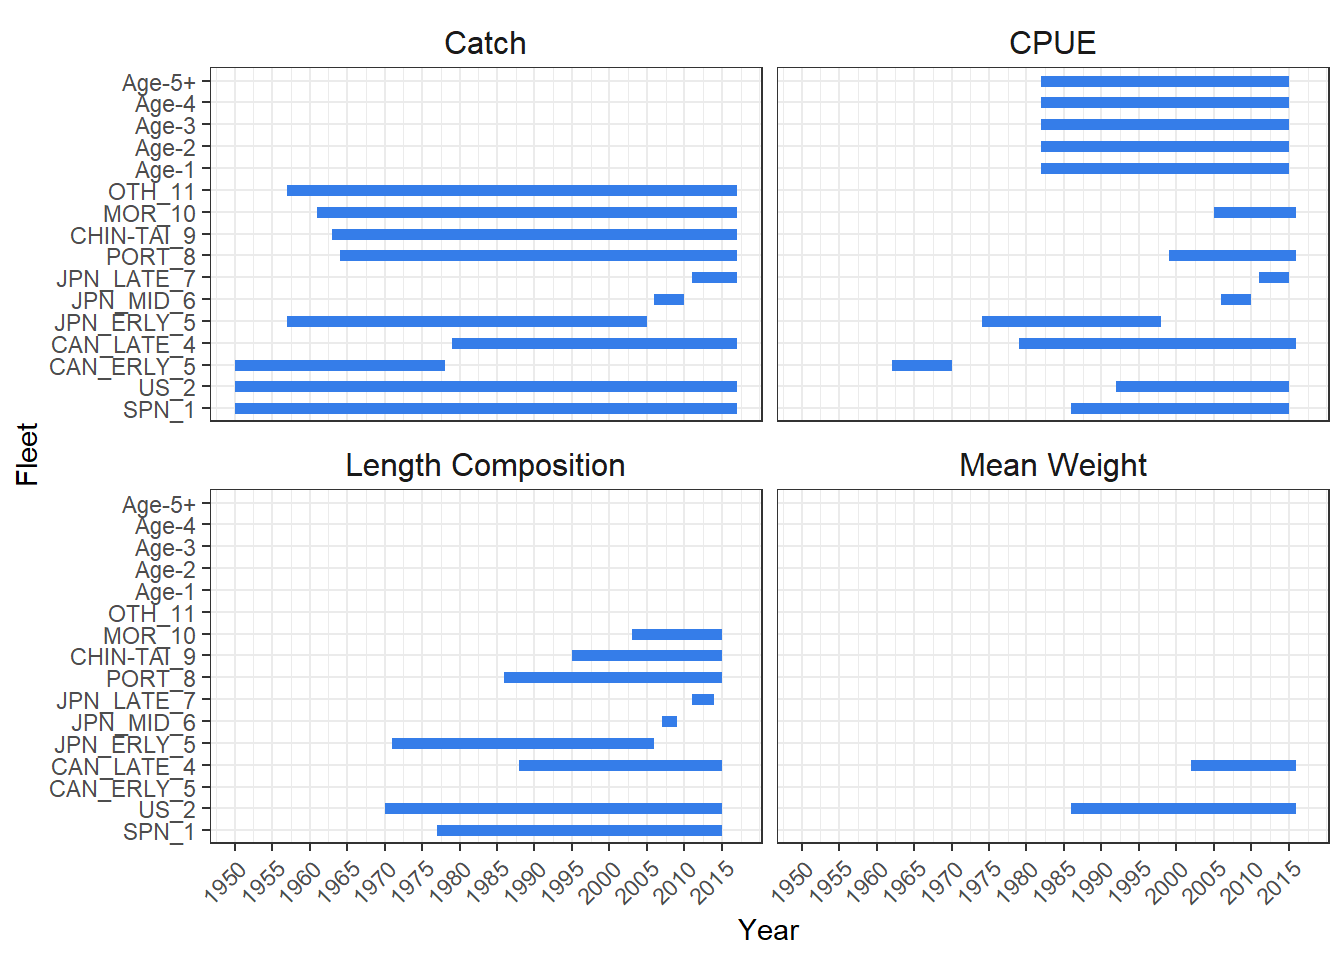 Catch
CPUE
Age-5+
Age-4
Age-3
Age-2
Age-1
OTH_11
MOR_10
CHIN-TAI_9
PORT_8
JPN_LATE_7
JPN_MID_6
JPN_ERLY_5
CAN_LATE_4
CAN_ERLY_5
US_2
SPN_1
Fleet
Length Composition
Mean Weight
Age-5+
Age-4
Age-3
Age-2
Age-1
OTH_11
MOR_10
CHIN-TAI_9
PORT_8
JPN_LATE_7
JPN_MID_6
JPN_ERLY_5
CAN_LATE_4
CAN_ERLY_5
US_2
SPN_1
1950 1955 1960 1965 1970 1975 1980 1985 1990 1995 2000 2005 2010 2015
1950 1955 1960 1965 1970 1975 1980 1985 1990 1995 2000 2005 2010 2015
Year